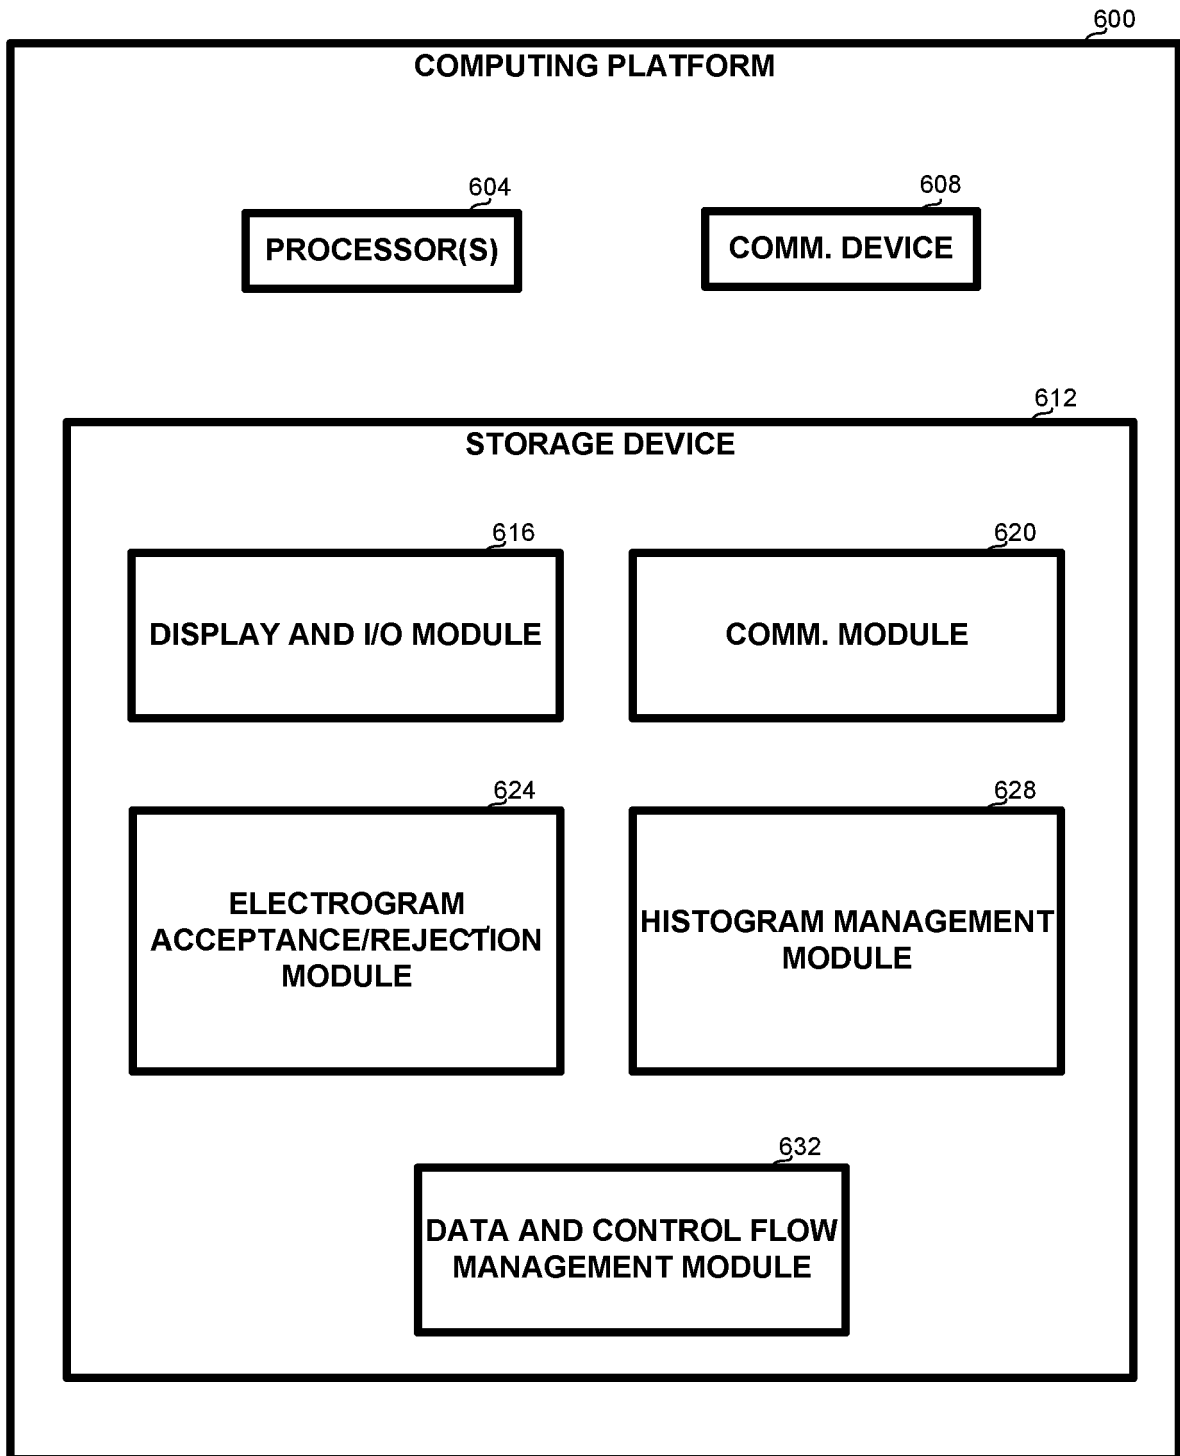 600
COMPUTING PLATFORM
604
PROCESSOR(S)
608
COMM. DEVICE
612
STORAGE DEVICE
616
DISPLAY AND I/O MODULE
620
COMM. MODULE
624
ELECTROGRAM
ACCEPTANCE/REJECTION
MODULE
628
HISTOGRAM MANAGEMENT
MODULE
632
DATA AND CONTROL FLOW
MANAGEMENT MODULE